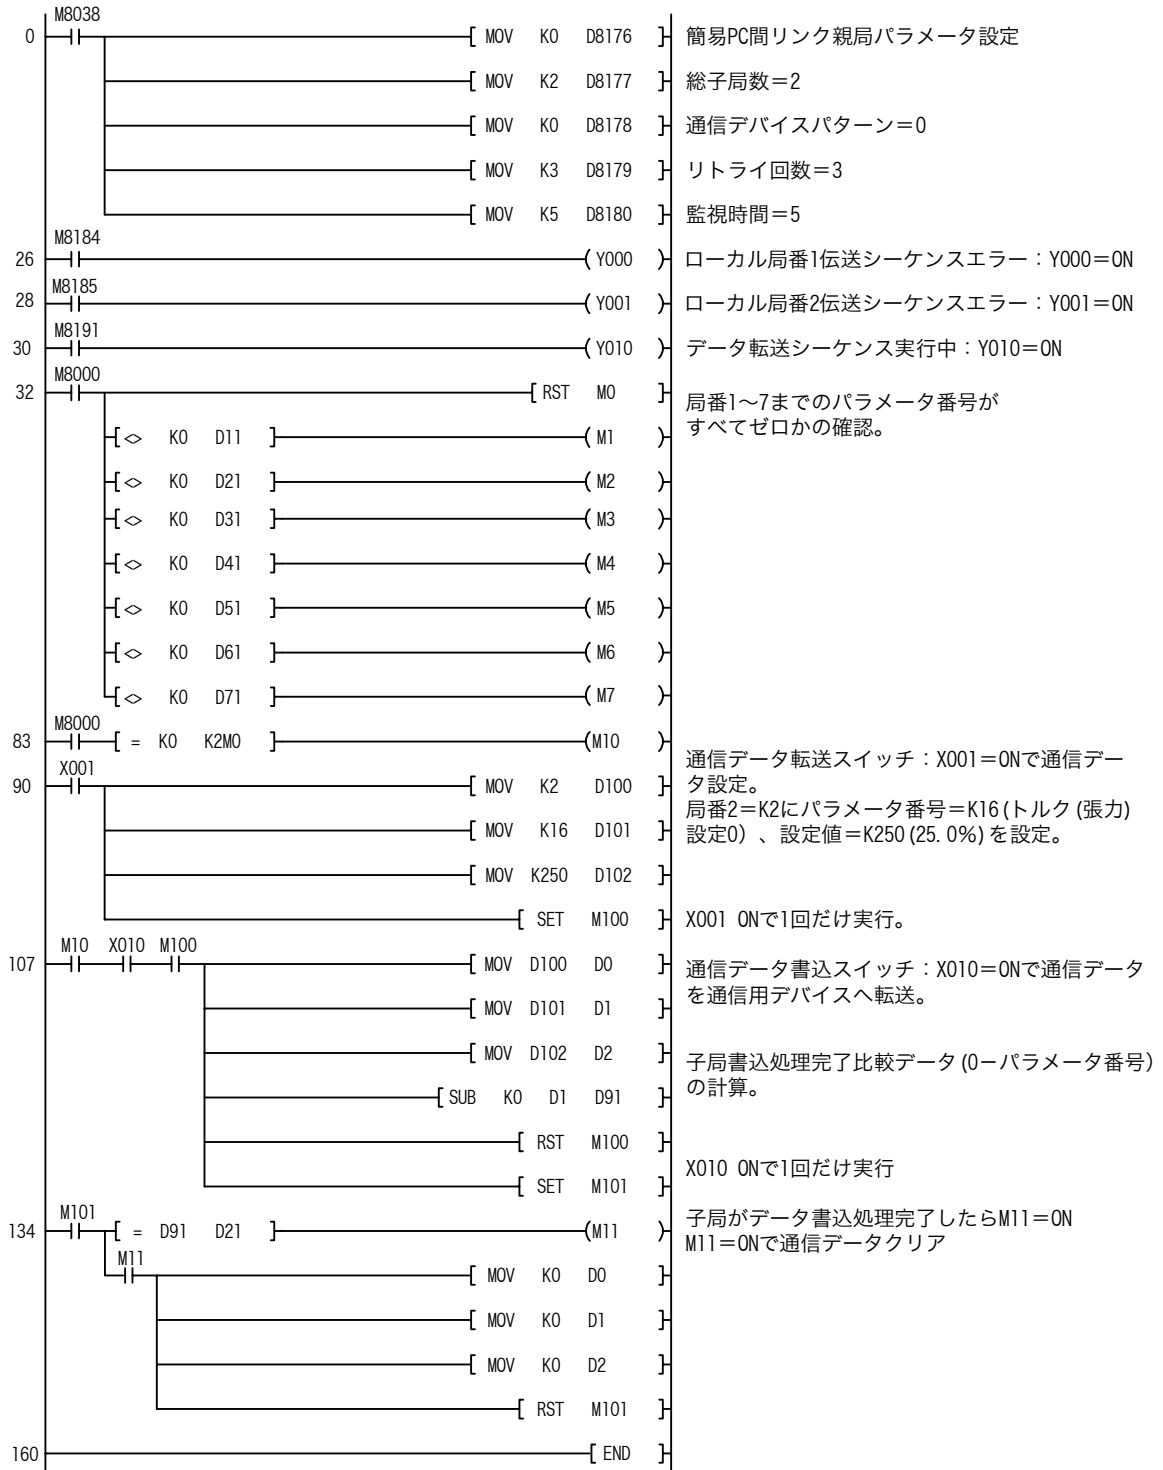 M8038
0 [ MOV K0 D8176 ] 簡易PC間リンク親局パラメータ設定
[ MOV K2 D8177 ] 総子局数＝2
[ MOV K0 D8178 ] 通信デバイスパターン＝0
[ MOV K3 D8179 ] リトライ回数＝3
[ MOV K5 D8180 ] 監視時間＝5
M8184
26 ( Y000 ) ローカル局番1伝送シーケンスエラー：Y000＝ON
M8185
28 ( Y001 ) ローカル局番2伝送シーケンスエラー：Y001＝ON
M8191
30 ( Y010 ) データ転送シーケンス実行中：Y010＝ON
M8000
32 [ RST M0 ]
局番1～7までのパラメータ番号が
すべてゼロかの確認。
[ <> K0 D11 ] ( M1 )
[ <> K0 D21 ] ( M2 )
[ <> K0 D31 ] ( M3 )
[ <> K0 D41 ] ( M4 )
[ <> K0 D51 ] ( M5 )
[ <> K0 D61 ] ( M6 )
[ <> K0 D71 ] ( M7 )
M8000
83 [ = K0 K2M0 ] (M10 )
通信データ転送スイッチ：X001＝ONで通信デー
X001
90 [ MOV K2 D100 ] タ設定。
局番2＝K2にパラメータ番号＝K16(トルク(張力)
[ MOV K16 D101 ] 設定0）、設定値＝K250(25.0%)を設定。
[ MOV K250 D102 ]
[ SET M100 ] X001 ONで1回だけ実行。
M10 X010 M100
107 [ MOV D100 D0 ] 通信データ書込スイッチ：X010＝ONで通信データ
を通信用デバイスへ転送。
[ MOV D101 D1 ]
[ MOV D102 D2 ] 子局書込処理完了比較データ(0－パラメータ番号）
の計算。
[ SUB K0 D1 D91 ]
[ RST M100 ]
X010 ONで1回だけ実行
[ SET M101 ]
M101
子局がデータ書込処理完了したらM11＝ON
134 [ = D91 D21 ] (M11 )
M11＝ONで通信データクリア
M11
[ MOV K0 D0 ]
[ MOV K0 D1 ]
[ MOV K0 D2 ]
[ RST M101 ]
160 [ END ]